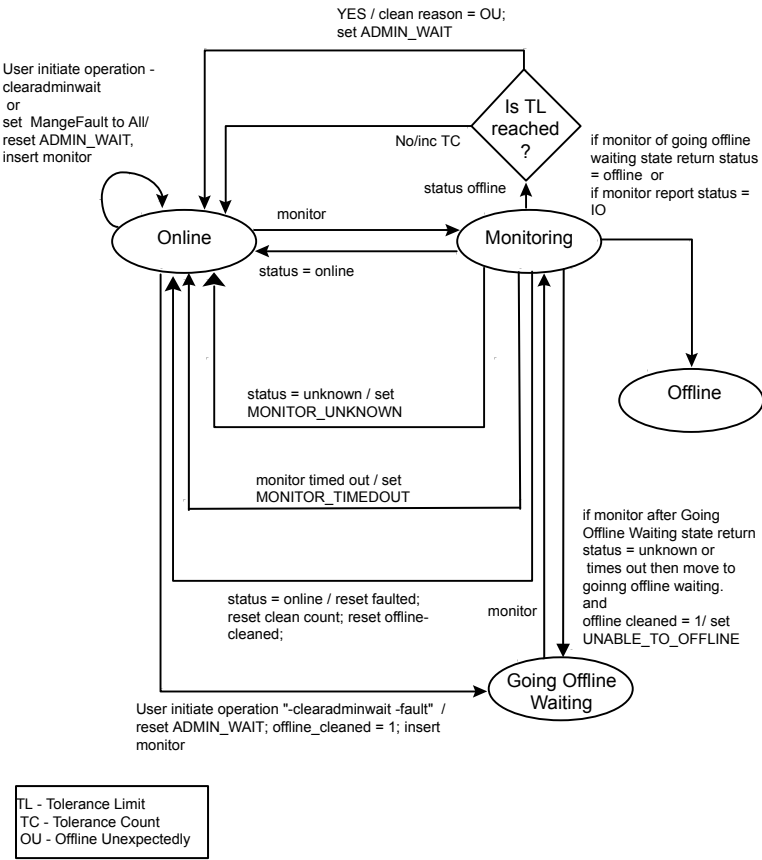 YES / clean reason = OU;
set ADMIN_WAIT
User initiate operation -
clearadminwait
or
set MangeFault to All/
reset ADMIN_WAIT,
insert monitor
Is TL
reached
?
No/inc TC
status offline
if monitor of going offline
waiting state return status
= offline or
if monitor report status =
IO
Online
monitor
Monitoring
status = online
Offline
status = unknown / set
MONITOR_UNKNOWN
monitor timed out / set
MONITOR_TIMEDOUT
if monitor after Going
Offline Waiting state return
status = unknown or
times out then move to
goinng offline waiting.
and
offline cleaned = 1/ set
UNABLE_TO_OFFLINE
status = online / reset faulted;
reset clean count; reset offline-
cleaned;
monitor
Going Offline
Waiting
User initiate operation "-clearadminwait -fault" /
reset ADMIN_WAIT; offline_cleaned = 1; insert
monitor
TL - Tolerance Limit
TC - Tolerance Count
OU - Offline Unexpectedly